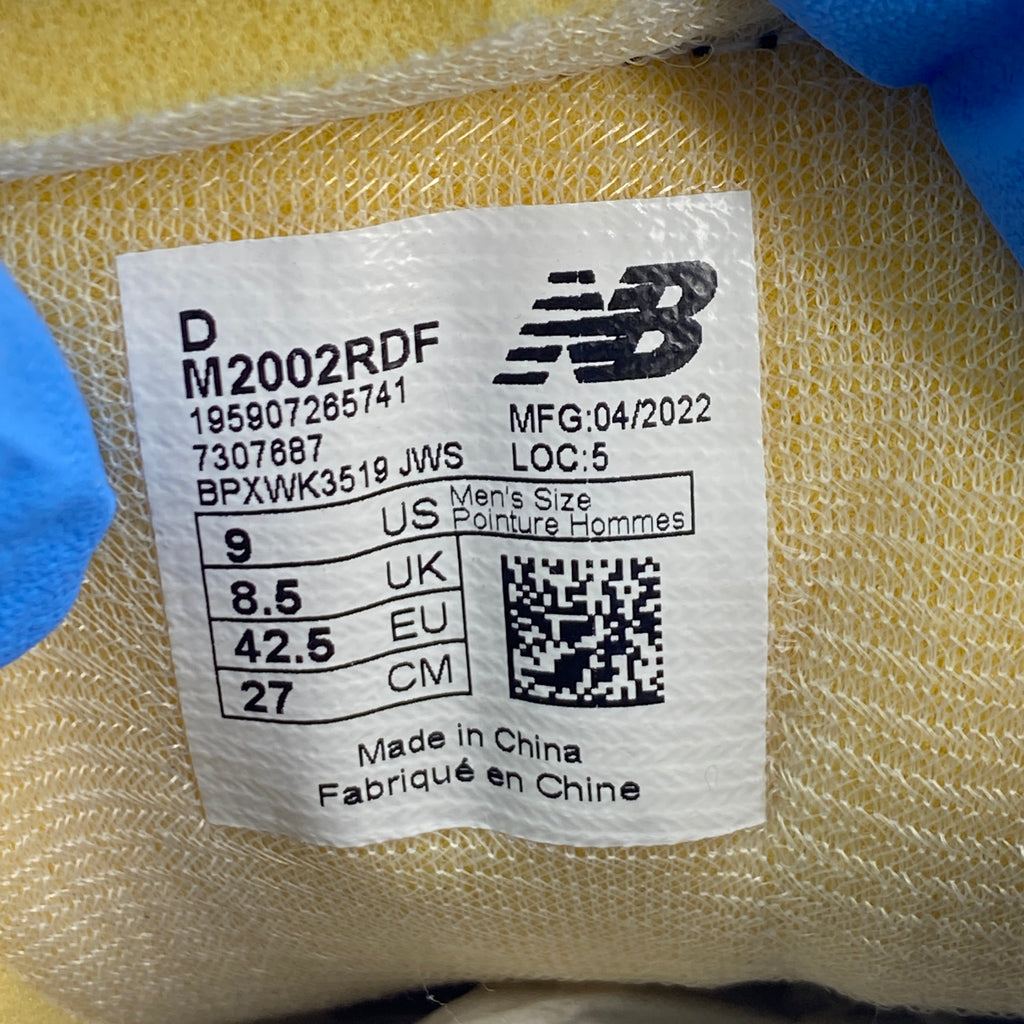 D
M2002RDF
195907265741
7307687
BPXWK3519 JWS
NB
MFG:04/2022
LOC:5
9 US Men's Size
Pointure Hommes
8.5 UK
42.5 EU
27 CM
Made in China
Fabriqué en Chine